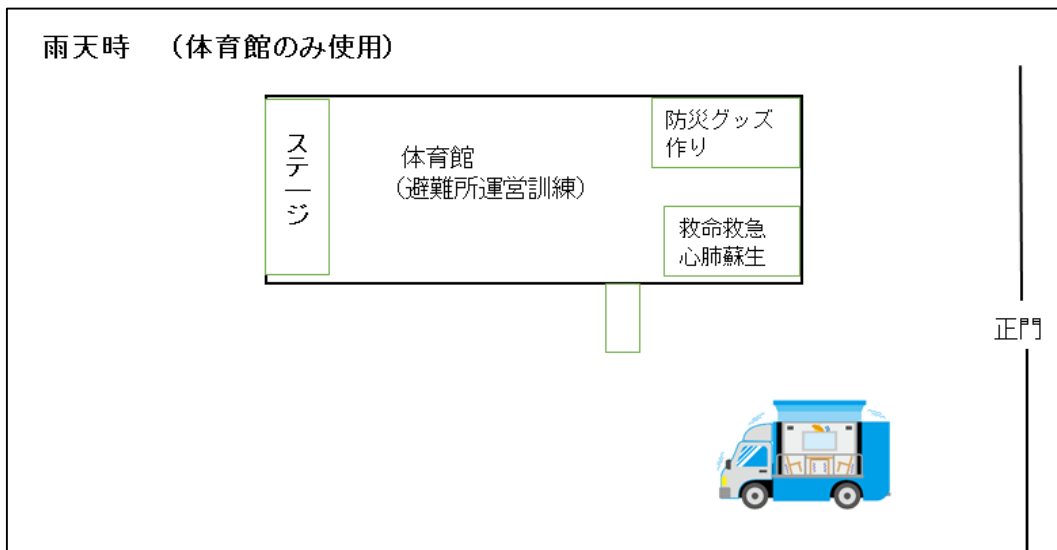 雨天時　（体育館のみ使用）
ステージ
体育館
（避難所運営訓練）
防災グッズ
作り
救命救急
心肺蘇生
正門